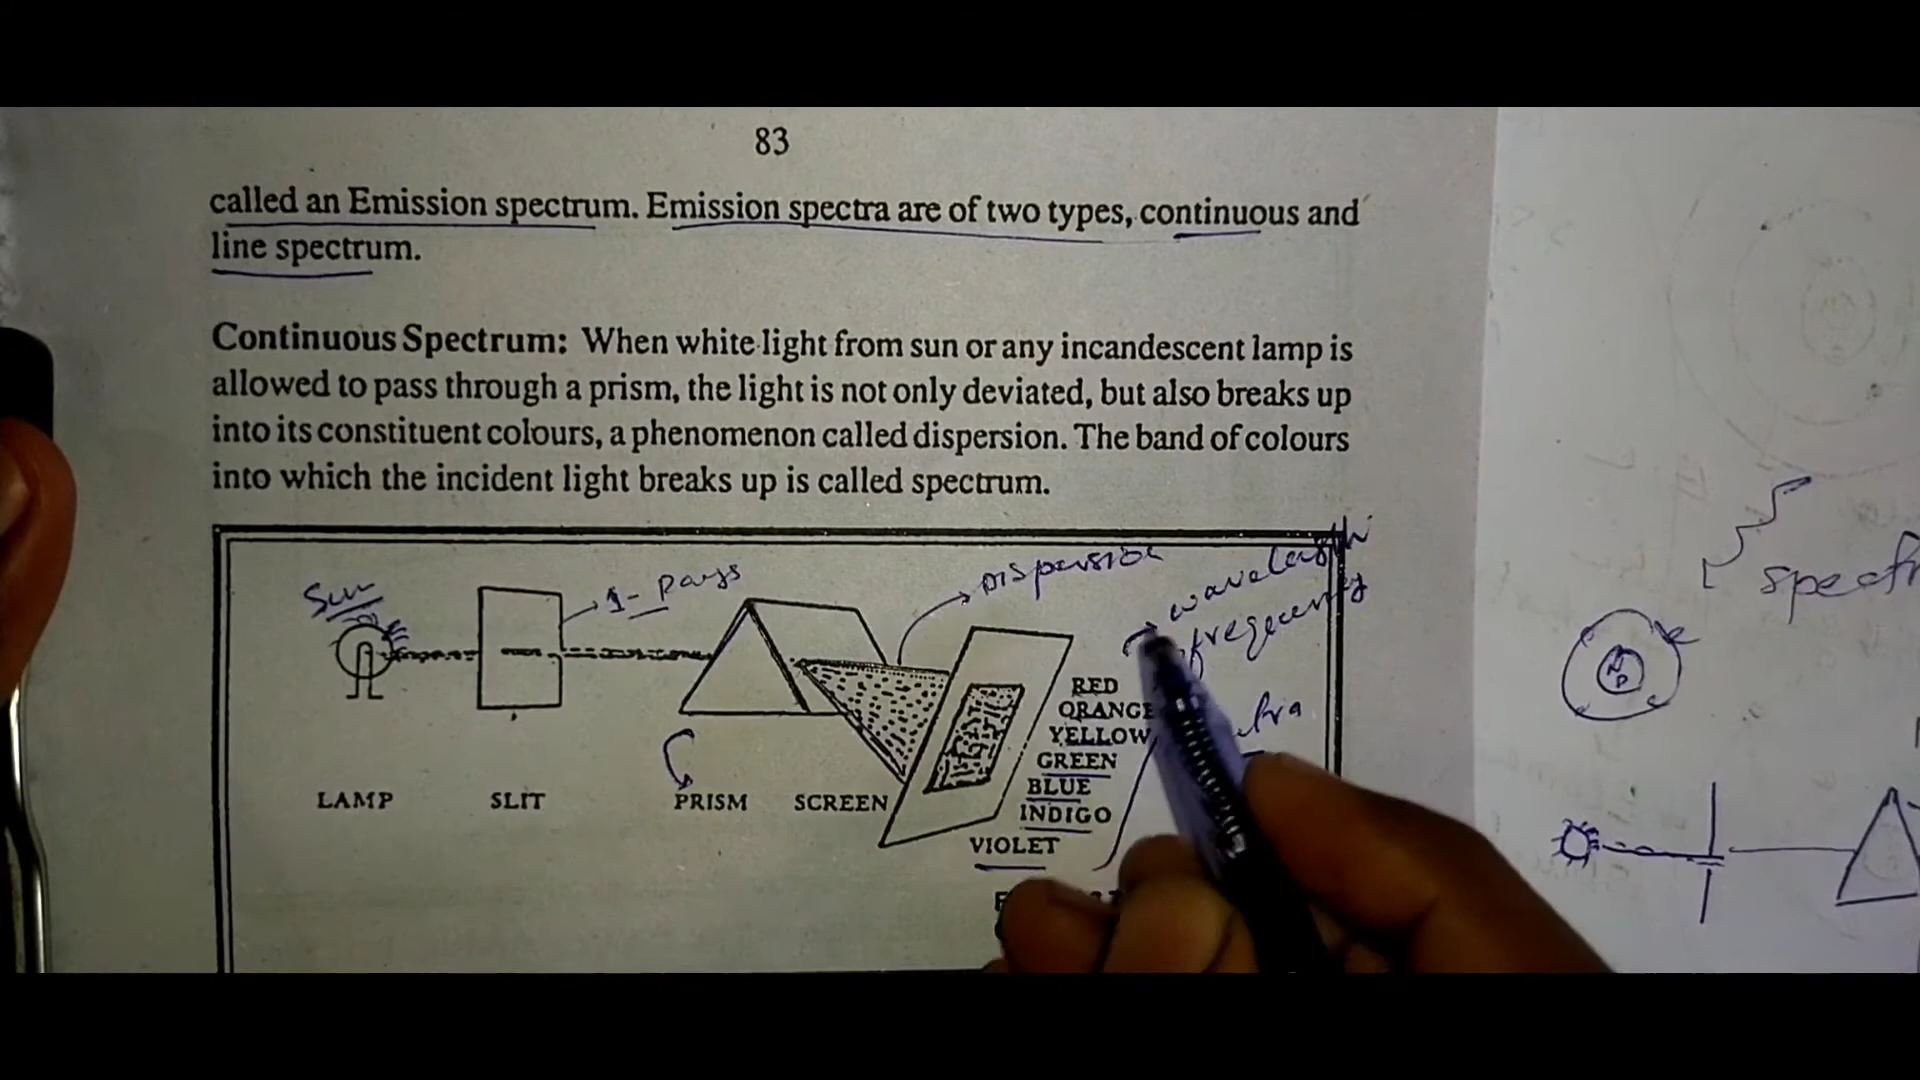 83
called an Emission spectrum. Emission spectra are of two types, continuous and
line spectrum.
Continuous Spectrum: When white light from sun or any incandescent lamp is
allowed to pass through a prism, the light is not only deviated, but also breaks up
into its constituent colours, a phenomenon called dispersion. The band of colours
into which the incident light breaks up is called spectrum.
Sun
1- Rays
wavelength
RED
ORANGE
YELLOW
GREEN
BLUE
INDIGO
VIOLET
LAMP
SLIT
PRISM
SCREEN
N
P